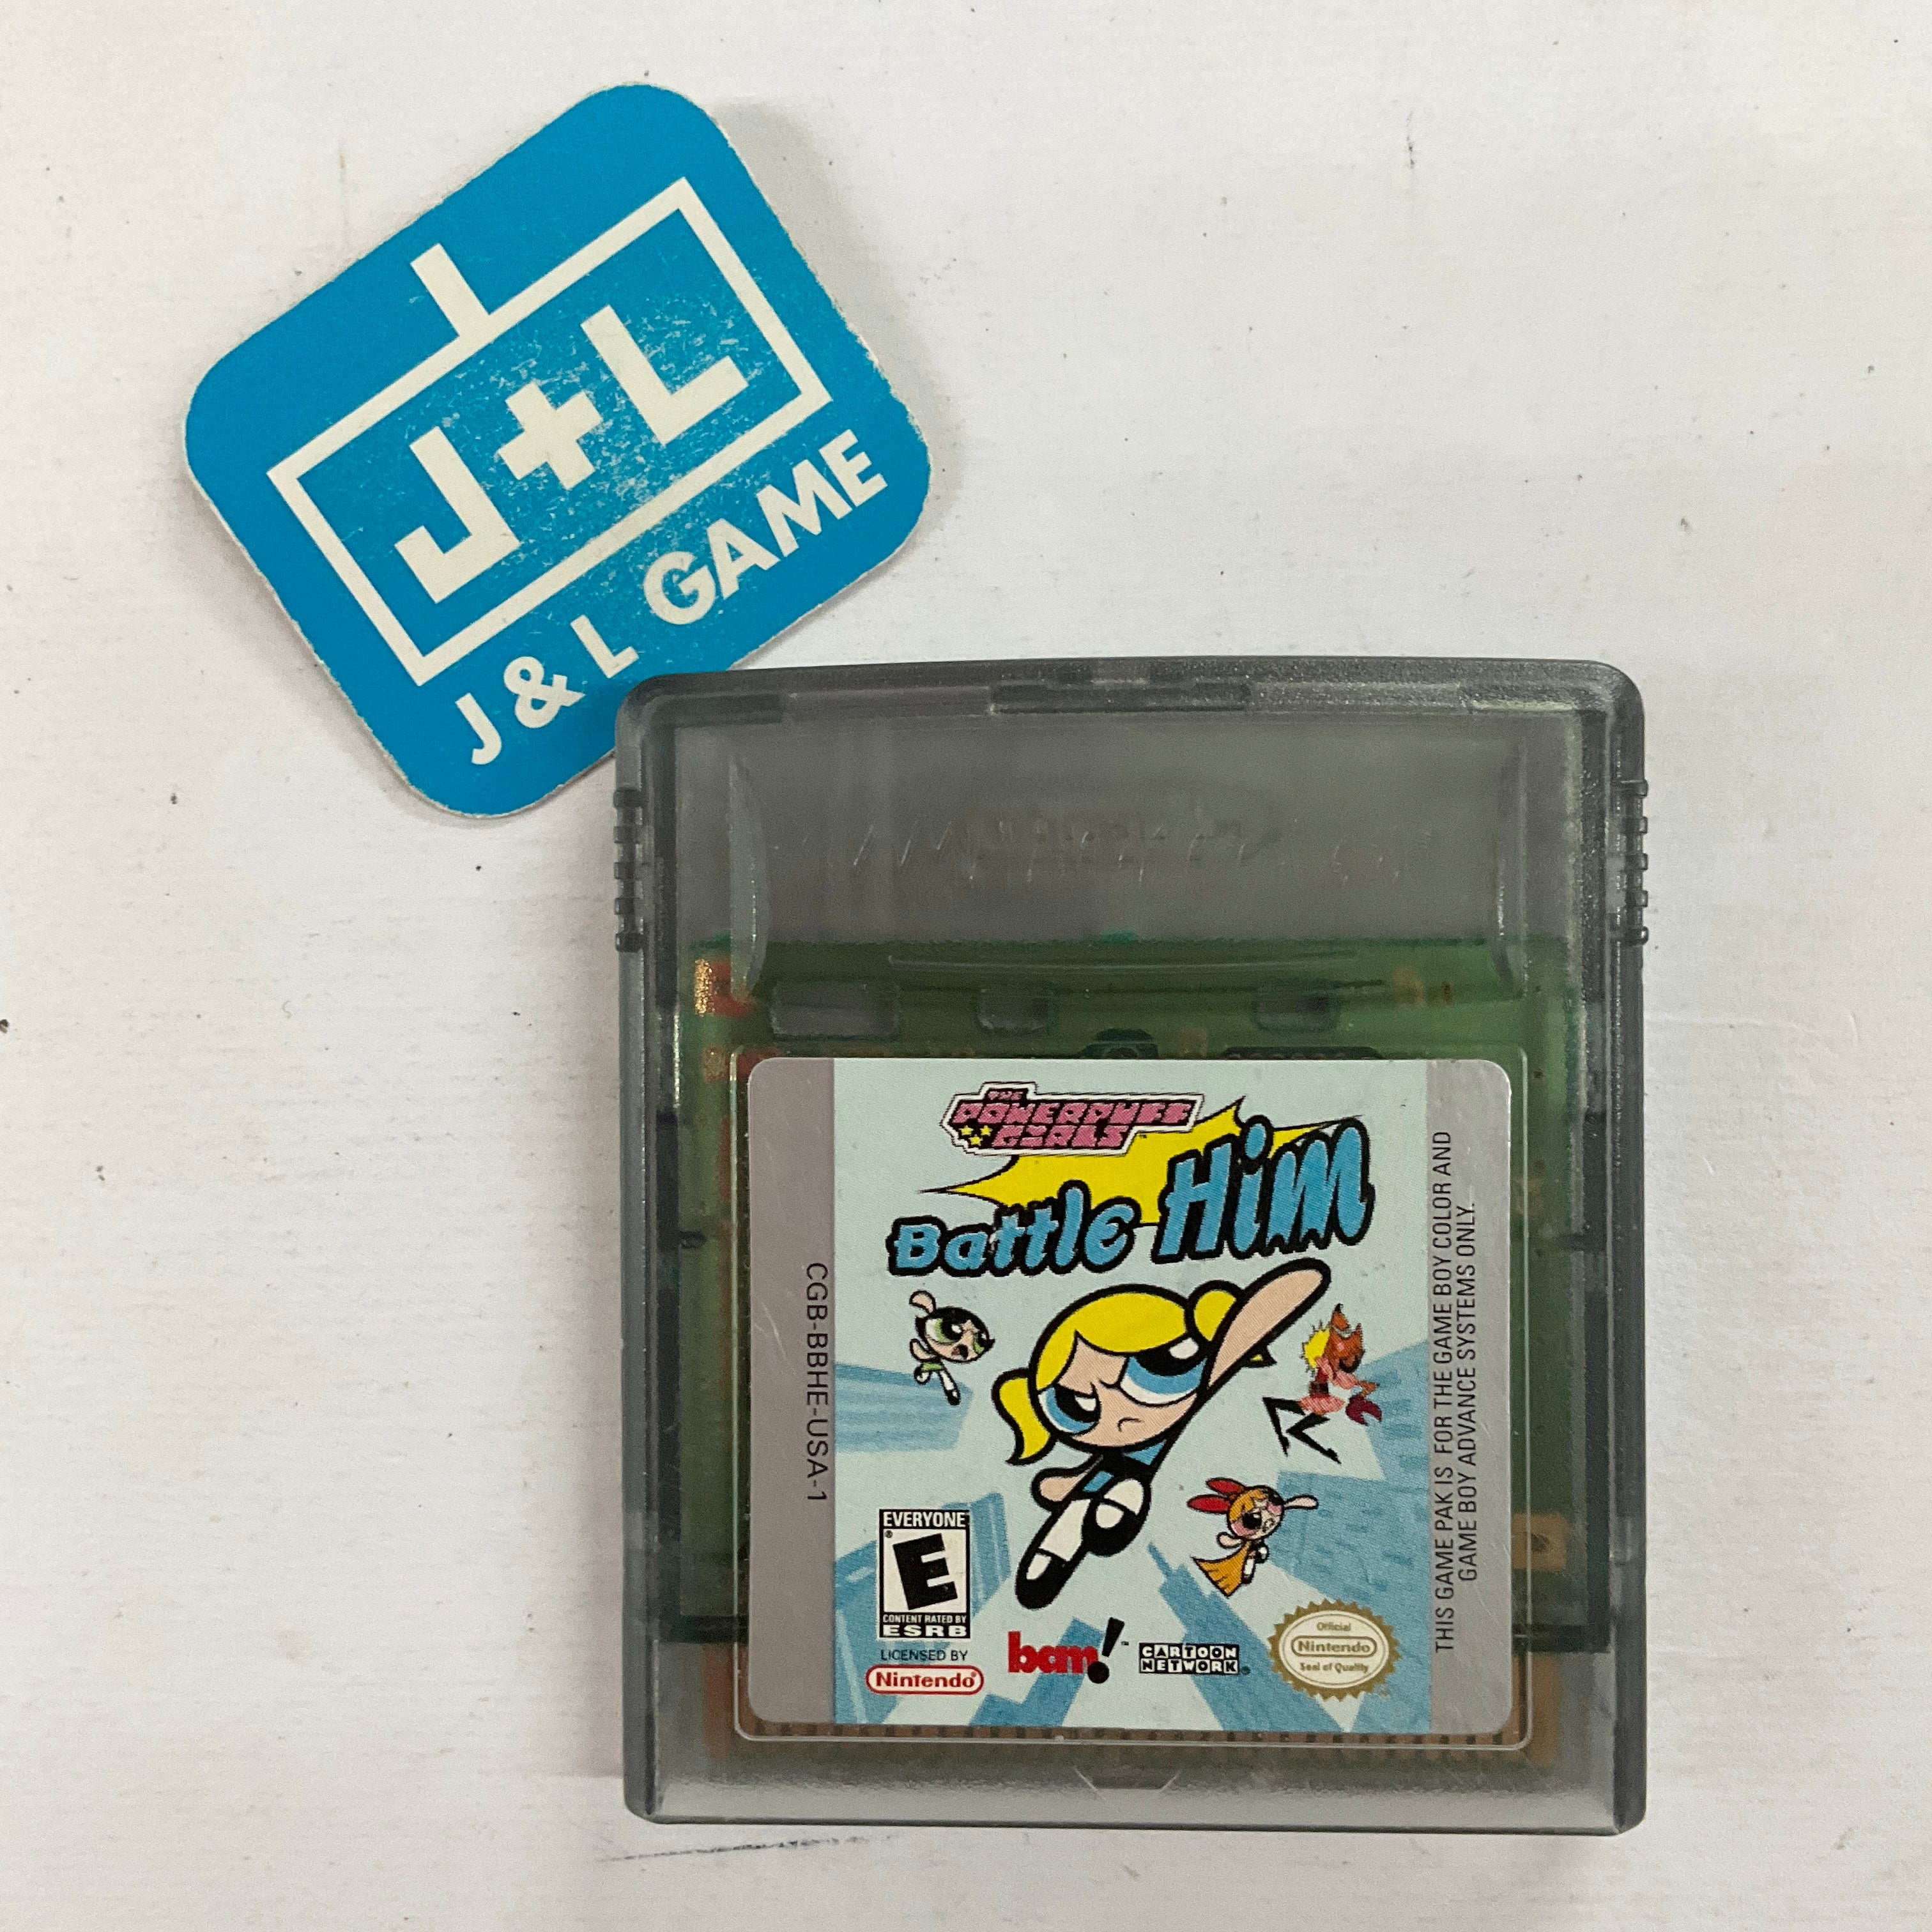 J+L
J & L GAME
THE
POWERPUFF
GIRLS™
Battle Him
CGB-BBHE-USA-1
THIS GAME PAK IS FOR THE GAME BOY COLOR AND
GAME BOY ADVANCE SYSTEMS ONLY.
EVERYONE
E
CONTENT RATED BY
ESRB
LICENSED BY
Nintendo®
bam!™
CARTOON
NETWORK®
Official
Nintendo
Seal of Quality